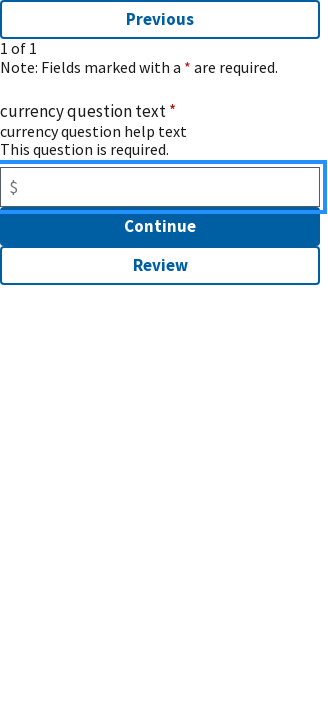 Previous
1 of 1
Note: Fields marked with a * are required.
currency question text *
currency question help text
This question is required.
$
Continue
Review